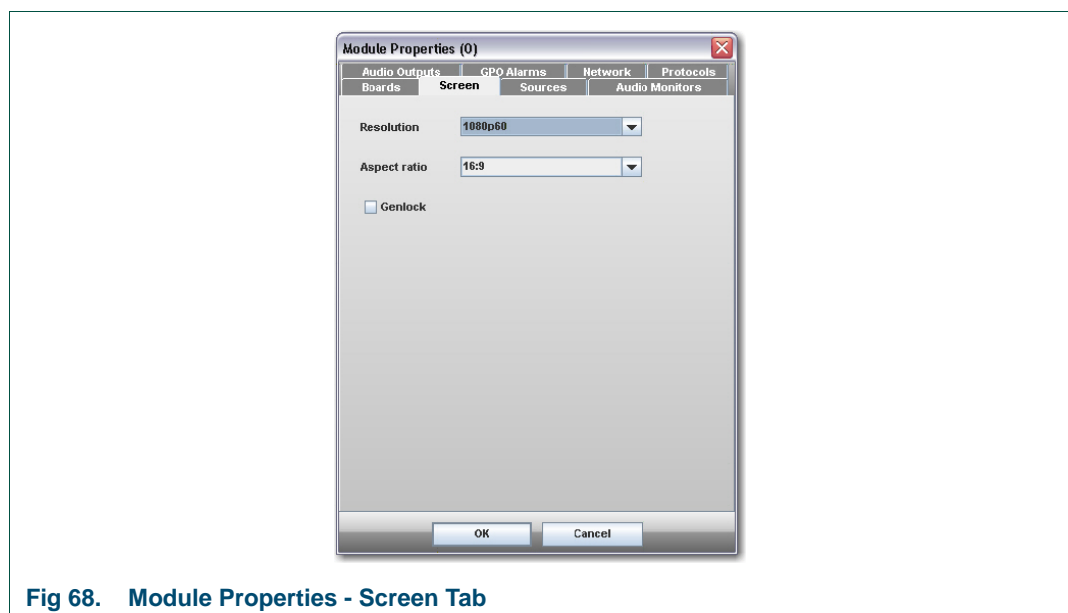 Module Properties (0)
Audio Outputs GPO Alarms Network Protocols
Boards Screen Sources Audio Monitors
Resolution 1080p60
Aspect ratio 16:9
Genlock
OK Cancel
Fig 68. Module Properties - Screen Tab